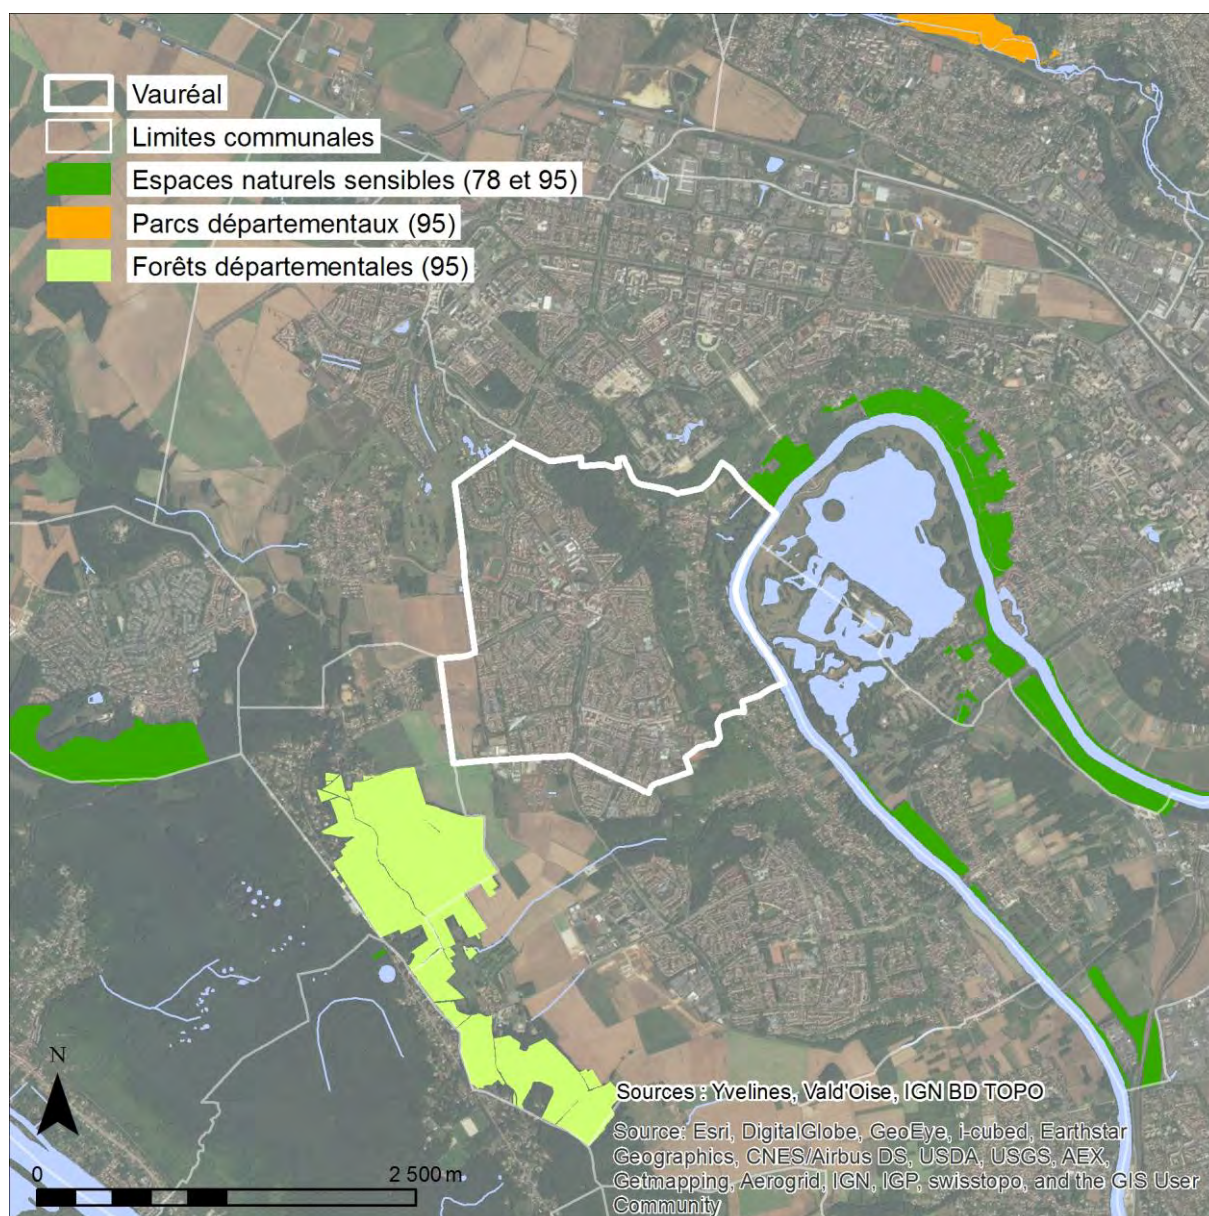 Vauréal
Limites communales
Espaces naturels sensibles (78 et 95)
Parcs départementaux (95)
Forêts départementales (95)
N
0 2 500 m
Sources : Yvelines, Vald'Oise, IGN BD TOPO
Source: Esri, DigitalGlobe, GeoEye, i-cubed, Earthstar
Geographics, CNES/Airbus DS, USDA, USGS, AEX,
Getmapping, Aerogrid, IGN, IGP, swisstopo, and the GIS User
Community